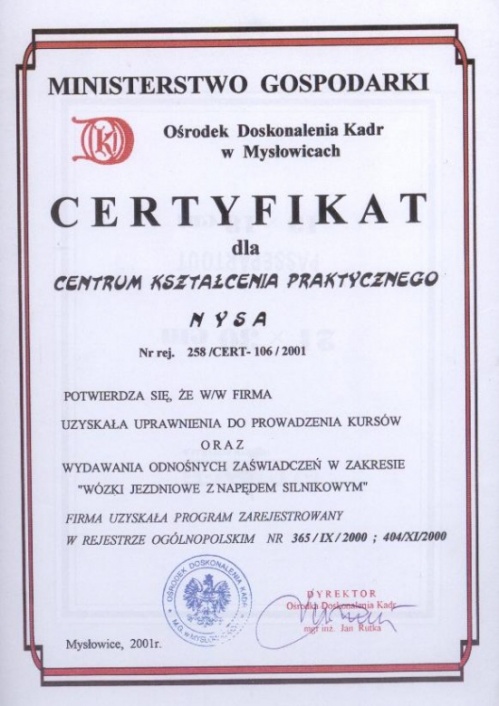 MINISTERSTWO GOSPODARKI
Ośrodek Doskonalenia Kadr
w Mysłowicach
CERTYFIKAT
dla
CENTRUM KSZTAŁCENIA PRAKTYCZNEGO
NYSA
Nr rej. 258 /CERT- 106 / 2001
POTWIERDZA SIĘ, ŻE W/W FIRMA
UZYSKAŁA UPRAWNIENIA DO PROWADZENIA KURSÓW
ORAZ
WYDAWANIA ODNOŚNYCH ZAŚWIADCZEŃ W ZAKRESIE
"WÓZKI JEZDNIOWE Z NAPĘDEM SILNIKOWYM"
FIRMA UZYSKAŁA PROGRAM ZAREJESTROWANY
W REJESTRZE OGÓLNOPOLSKIM NR 365 / IX / 2000 ; 404/XI/2000
OŚRODEK DOSKONALENIA KADR
DYREKTOR
Ośrodka Doskonalenia Kadr
mgr inż. Jan Rutka
Mysłowice, 2001r.